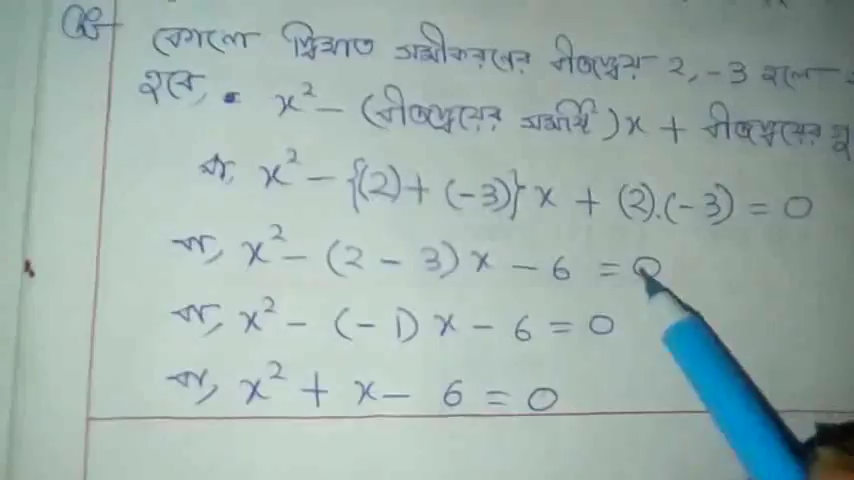 কোনো দ্বিঘাত সমীকরণের বীজদ্বয় 2, -3 হলে
হবে, x² - (বীজদ্বয়ের সমষ্টি)x + বীজদ্বয়ের
বা, x² - {(2) + (-3)}x + (2).(-3) = 0
বা, x² - (2 - 3) x - 6 = 0
বা, x² - (-1) x - 6 = 0
বা, x² + x - 6 = 0